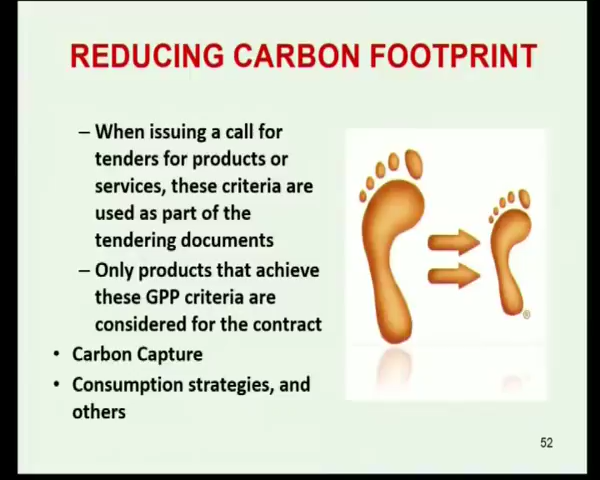 REDUCING CARBON FOOTPRINT
– When issuing a call for
tenders for products or
services, these criteria are
used as part of the
tendering documents
– Only products that achieve
these GPP criteria are
considered for the contract
• Carbon Capture
• Consumption strategies, and
others
®
52